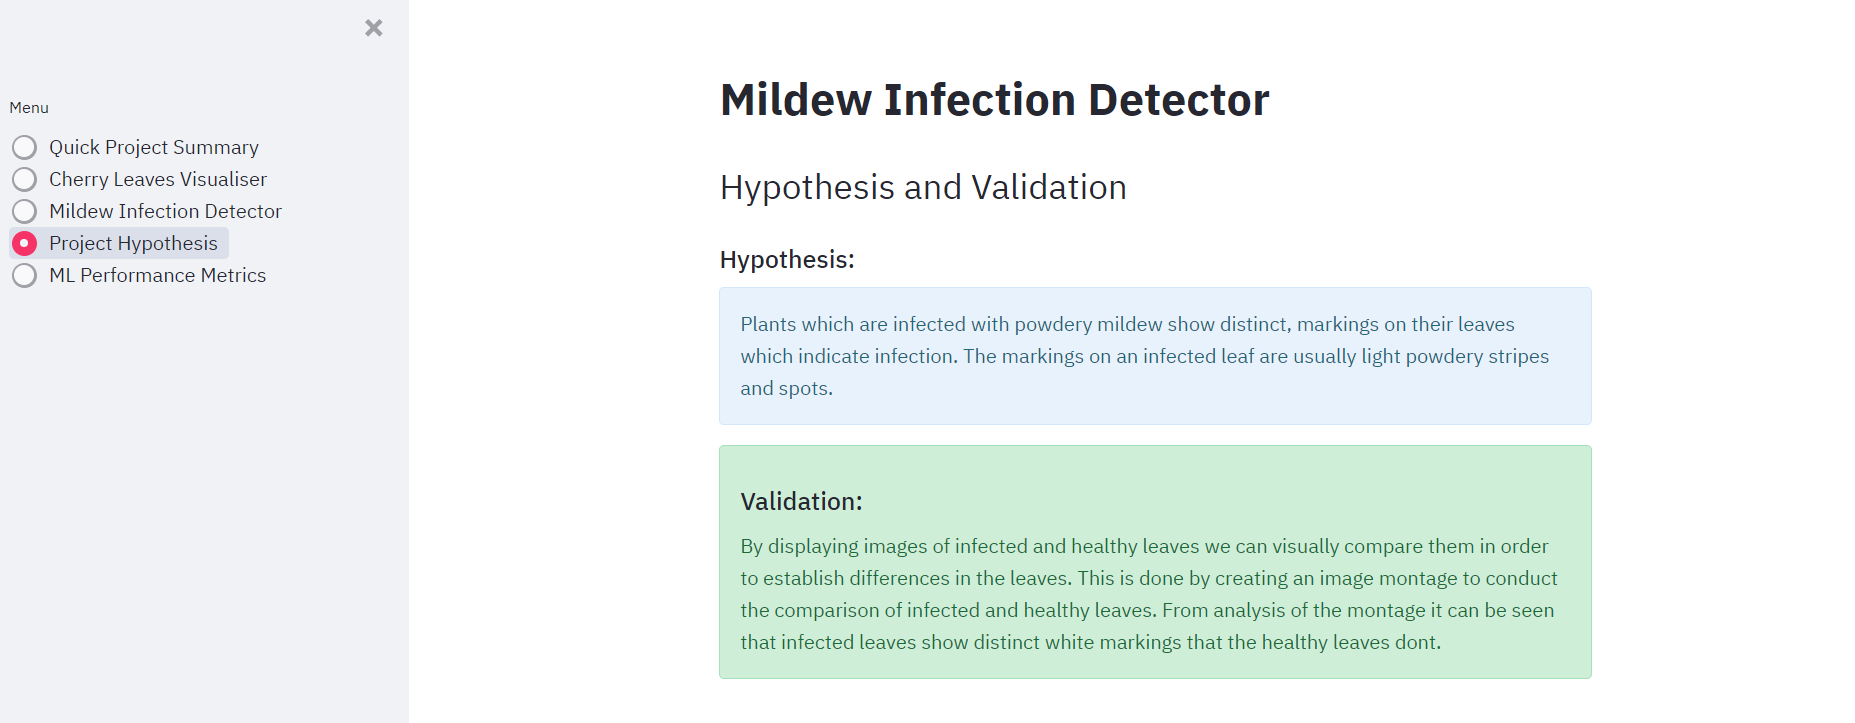 Menu
Quick Project Summary
Cherry Leaves Visualiser
Mildew Infection Detector
Project Hypothesis
ML Performance Metrics
Mildew Infection Detector
Hypothesis and Validation
Hypothesis:
Plants which are infected with powdery mildew show distinct, markings on their leaves
which indicate infection. The markings on an infected leaf are usually light powdery stripes
and spots.
Validation:
By displaying images of infected and healthy leaves we can visually compare them in order
to establish differences in the leaves. This is done by creating an image montage to conduct
the comparison of infected and healthy leaves. From analysis of the montage it can be seen
that infected leaves show distinct white markings that the healthy leaves dont.